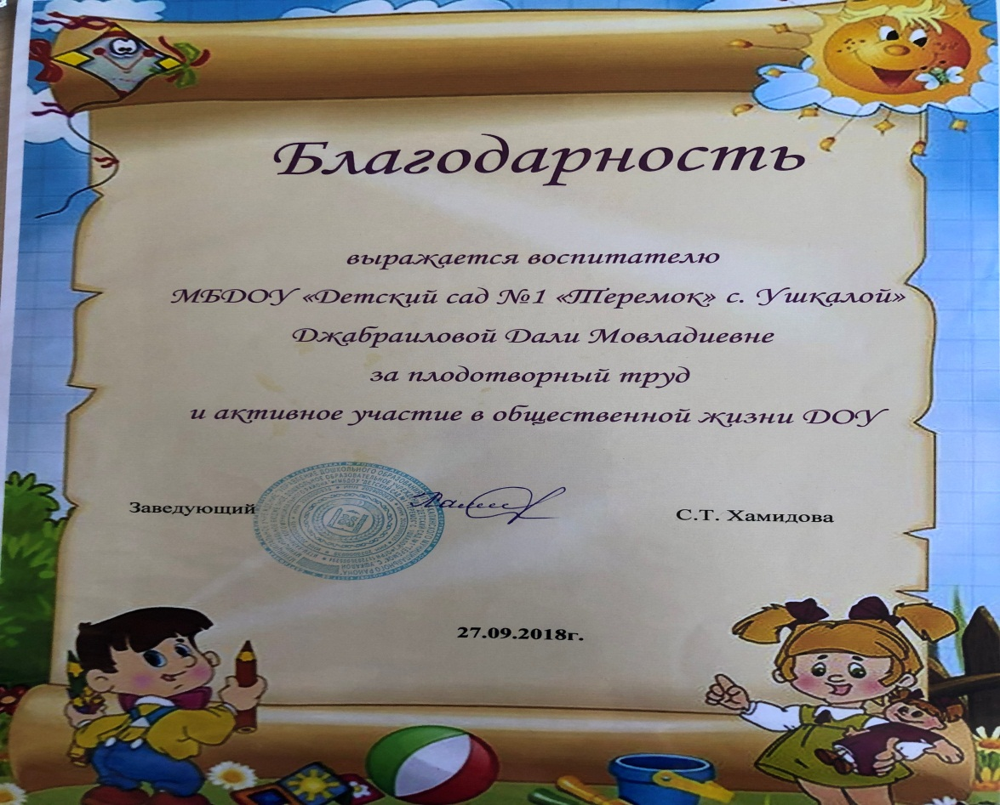 Благодарность
выражается воспитателю
МБДОУ «Детский сад №1 «Теремок» с. Ушкалой»
Джабраиловой Дали Мовладиевне
за плодотворный труд
и активное участие в общественной жизни ДОУ
Заведующий
С.Т. Хамидова
27.09.2018г.